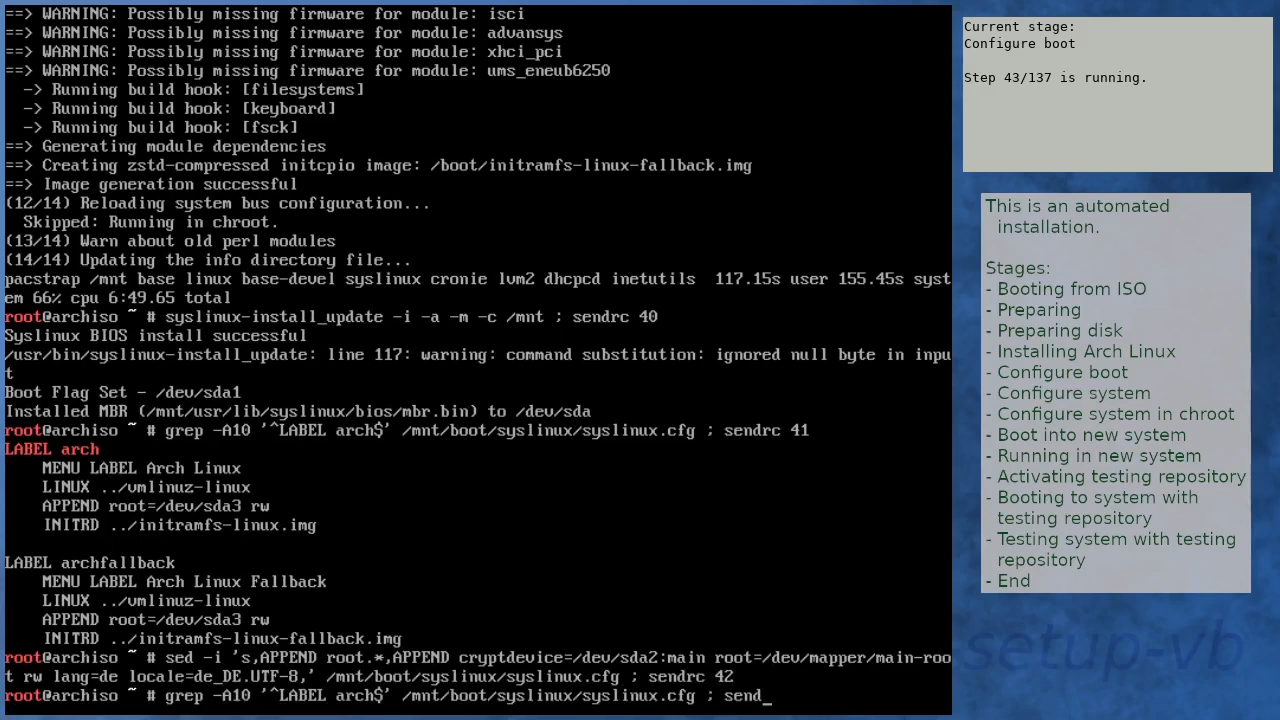 ==> WARNING: Possibly missing firmware for module: isci
==> WARNING: Possibly missing firmware for module: advansys
==> WARNING: Possibly missing firmware for module: xhci_pci
==> WARNING: Possibly missing firmware for module: ums_eneub6250
  -> Running build hook: [filesystems]
  -> Running build hook: [keyboard]
  -> Running build hook: [fsck]
==> Generating module dependencies
==> Creating zstd-compressed initcpio image: /boot/initramfs-linux-fallback.img
==> Image generation successful
(12/14) Reloading system bus configuration...
  Skipped: Running in chroot.
(13/14) Warn about old perl modules
(14/14) Updating the info directory file...
pacstrap /mnt base linux base-devel syslinux cronie lvm2 dhcpcd inetutils  117.15s user 155.45s syst
em 66% cpu 6:49.65 total
root@archiso ~ # syslinux-install_update -i -a -m -c /mnt ; sendrc 40
Syslinux BIOS install successful
/usr/bin/syslinux-install_update: line 117: warning: command substitution: ignored null byte in inpu
t
Boot Flag Set - /dev/sda1
Installed MBR (/mnt/usr/lib/syslinux/bios/mbr.bin) to /dev/sda
root@archiso ~ # grep -A10 '^LABEL arch$' /mnt/boot/syslinux/syslinux.cfg ; sendrc 41
LABEL arch
    MENU LABEL Arch Linux
    LINUX ../vmlinuz-linux
    APPEND root=/dev/sda3 rw
    INITRD ../initramfs-linux.img

LABEL archfallback
    MENU LABEL Arch Linux Fallback
    LINUX ../vmlinuz-linux
    APPEND root=/dev/sda3 rw
    INITRD ../initramfs-linux-fallback.img
root@archiso ~ # sed -i 's,APPEND root.*,APPEND cryptdevice=/dev/sda2:main root=/dev/mapper/main-roo
t rw lang=de locale=de_DE.UTF-8,' /mnt/boot/syslinux/syslinux.cfg ; sendrc 42
root@archiso ~ # grep -A10 '^LABEL arch$' /mnt/boot/syslinux/syslinux.cfg ; send_
Current stage:
Configure boot

Step 43/137 is running.
This is an automated
installation.

Stages:
- Booting from ISO
- Preparing
- Preparing disk
- Installing Arch Linux
- Configure boot
- Configure system
- Configure system in chroot
- Boot into new system
- Running in new system
- Activating testing repository
- Booting to system with
testing repository
- Testing system with testing
repository
- End
setup-vb